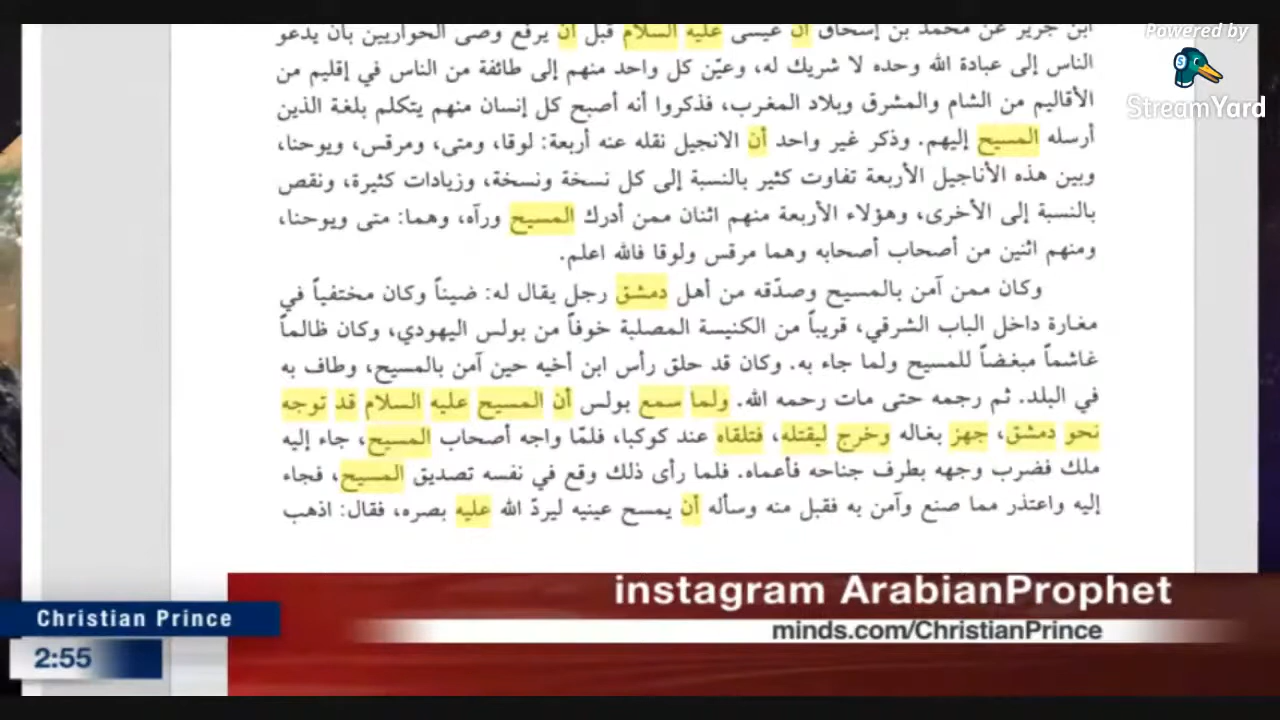 Powered by
StreamYard
ابن جرير عن محمد بن إسحاق أن عيسى عليه السلام قبل أن يرفع وصى الحواريين بأن يدعو
الناس إلى عبادة الله وحده لا شريك له، وعيّن كل واحد منهم إلى طائفة من الناس في إقليم من
الأقاليم من الشام والمشرق وبلاد المغرب، فذكروا أنه أصبح كل إنسان منهم يتكلم بلغة الذين
أرسله المسيح إليهم. وذكر غير واحد أن الانجيل نقله عنه أربعة: لوقا، ومتى، ومرقس، ويوحنا،
وبين هذه الأناجيل الأربعة تفاوت كثير بالنسبة إلى كل نسخة ونسخة، وزيادات كثيرة، ونقص
بالنسبة إلى الأخرى، وهؤلاء الأربعة منهم اثنان ممن أدرك المسيح ورآه، وهما: متى ويوحنا،
ومنهم اثنين من أصحاب أصحابه وهما مرقس ولوقا فالله اعلم.
وكان ممن آمن بالمسيح وصدّقه من أهل دمشق رجل يقال له: ضيناً وكان مختفياً في
مغارة داخل الباب الشرقي، قريباً من الكنيسة المصلبة خوفاً من بولس اليهودي، وكان ظالماً
غاشماً مبغضاً للمسيح ولما جاء به. وكان قد حلق رأس ابن أخيه حين آمن بالمسيح، وطاف به
في البلد. ثم رجمه حتى مات رحمه الله. ولما سمع بولس أن المسيح عليه السلام قد توجه
نحو دمشق، جهز بغاله وخرج ليقتله، فتلقاه عند كوكبا، فلمّا واجه أصحاب المسيح، جاء إليه
ملك فضرب وجهه بطرف جناحه فأعماه. فلما رأى ذلك وقع في نفسه تصديق المسيح، فجاء
إليه واعتذر مما صنع وآمن به فقبل منه وسأله أن يمسح عينيه ليردّ الله عليه بصره، فقال: اذهب
instagram ArabianProphet
Christian Prince
minds.com/ChristianPrince
2:55